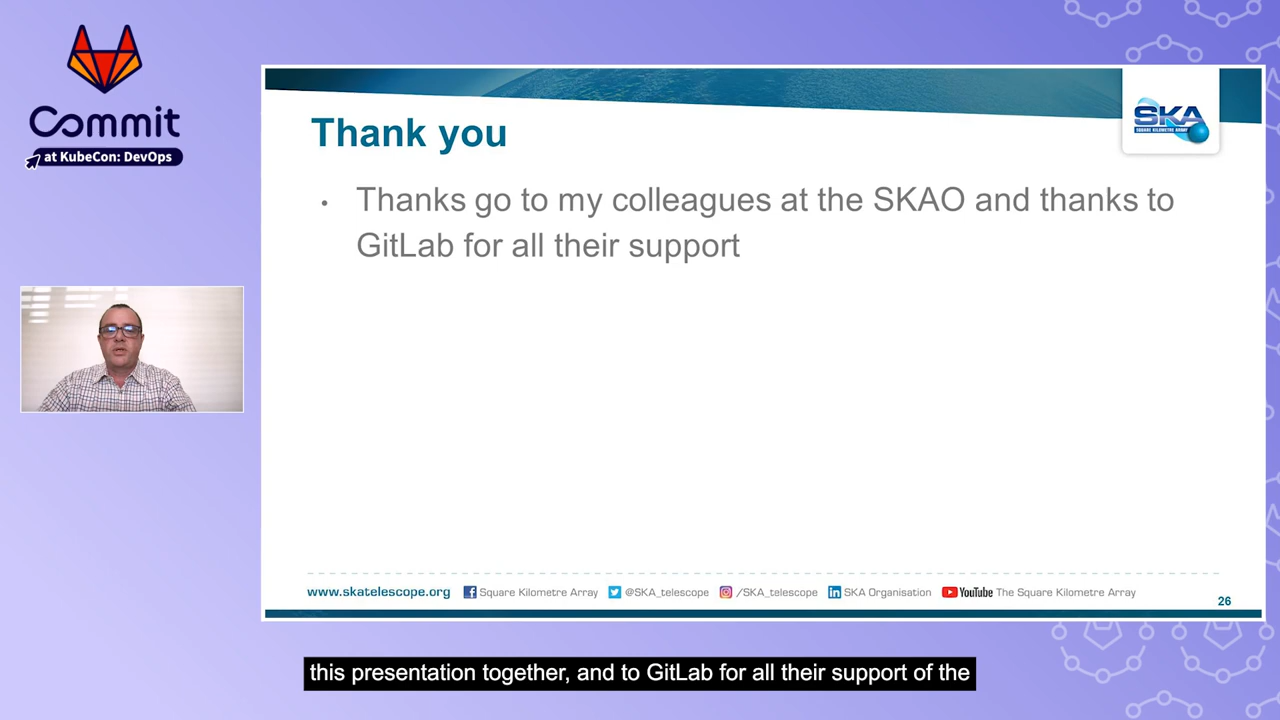 Commit
at KubeCon: DevOps
SKA
SQUARE KILOMETRE ARRAY
Thank you
• Thanks go to my colleagues at the SKAO and thanks to
GitLab for all their support
www.skatelescope.org Square Kilometre Array @SKA_telescope /SKA_telescope SKA Organisation YouTube The Square Kilometre Array
26
this presentation together, and to GitLab for all their support of the